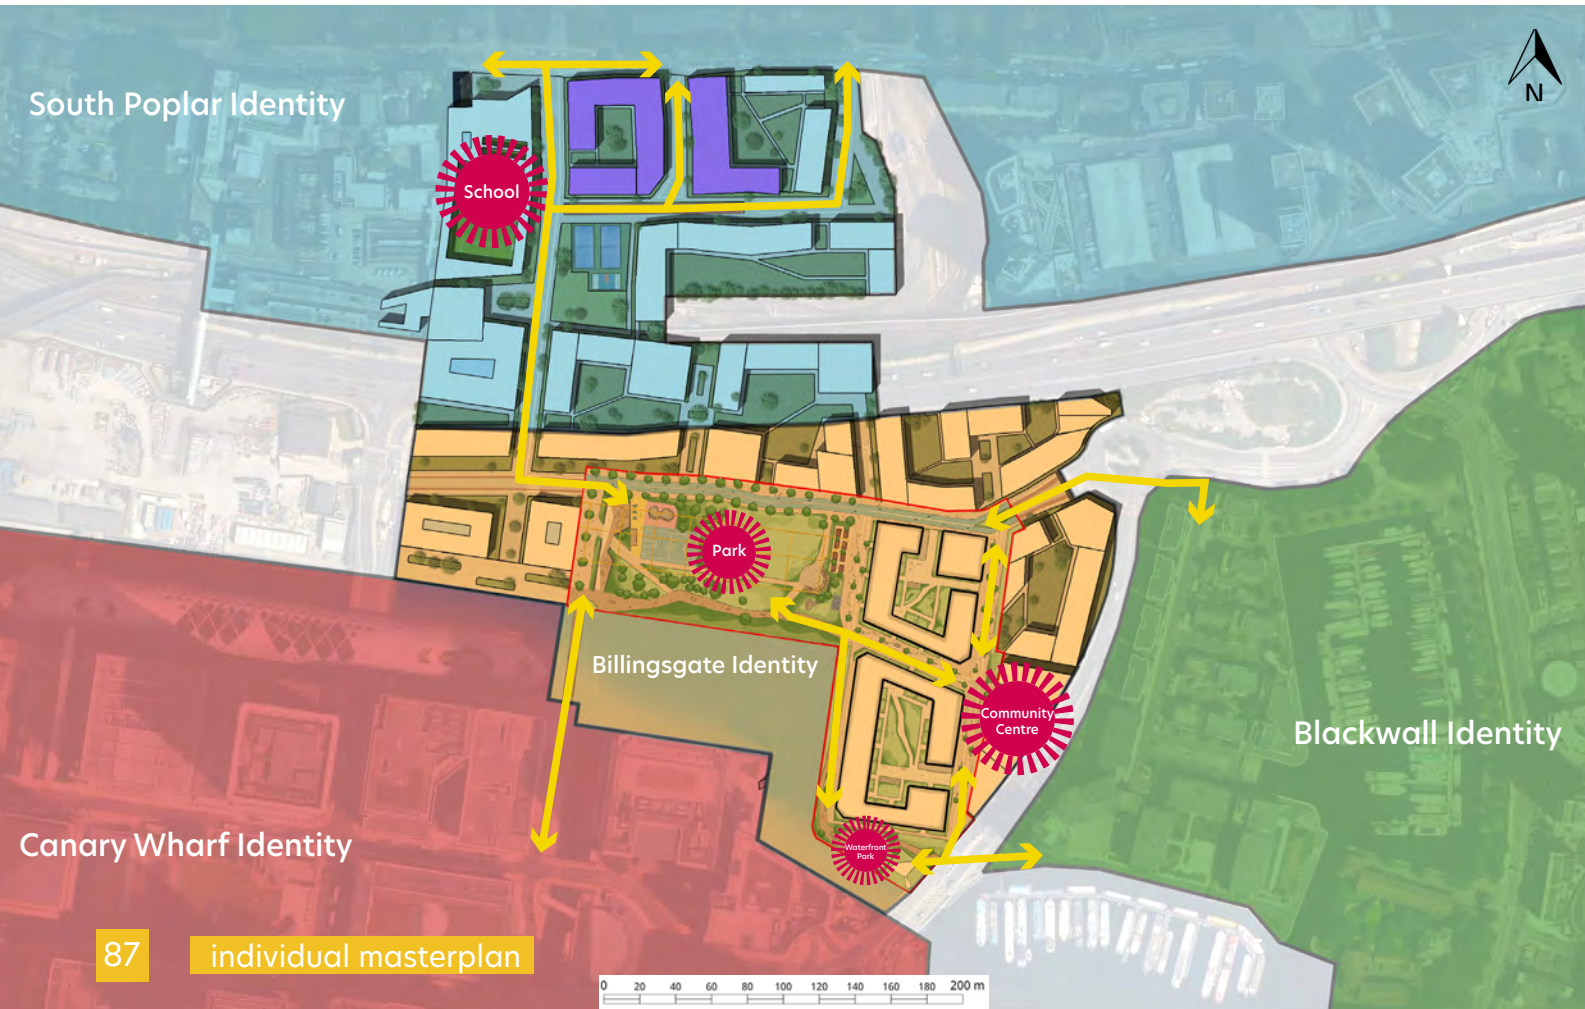 South Poplar Identity
N
School
Park
Billingsgate Identity
Community
Centre
Blackwall Identity
Canary Wharf Identity
Waterfront
Park
87
individual masterplan
0 20 40 60 80 100 120 140 160 180 200 m